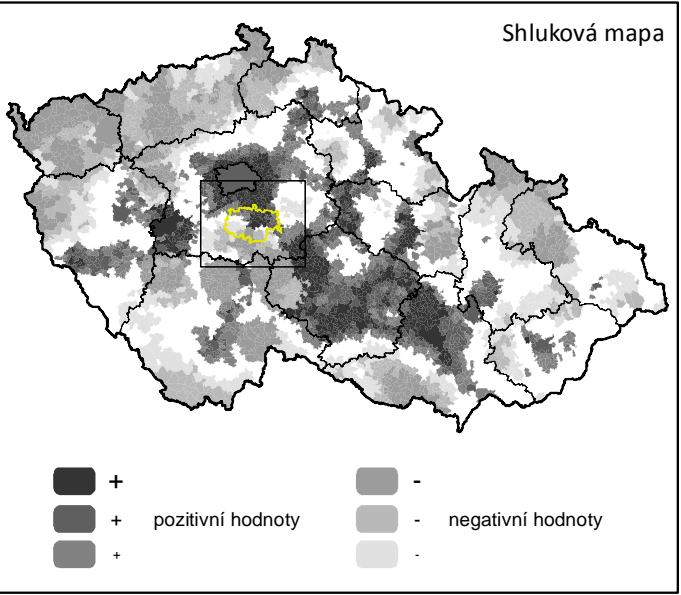 Shluková mapa
+ -
+ pozitivní hodnoty - negativní hodnoty
+ -